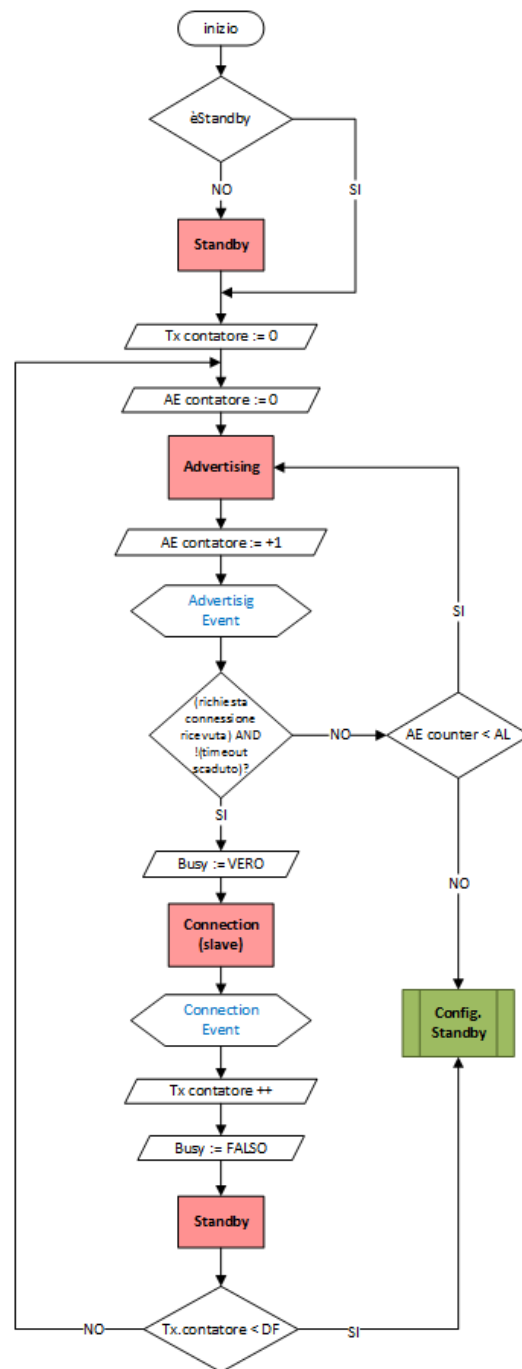 inizio
èStandby
NO
SI
Standby
Tx contatore := 0
AE contatore := 0
Advertising
AE contatore := +1
Advertisig
Event
SI
(richiesta
connessione
ricevuta) AND
!(timeout
scaduto)?
NO
AE counter < AL
SI
Busy := VERO
NO
Connection
(slave)
Config.
Standby
Connection
Event
Tx contatore ++
Busy := FALSO
Standby
NO
Tx.contatore < DF
SI